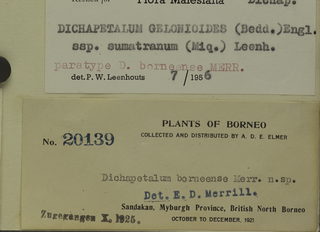 Flora Malesiana Dichap.
DICHAPETALUM GELONIOIDES (Bedd.)Engl.
ssp. sumatranum (Miq.) Leenh.
paratype D. borneense MERR.
det. P. W. Leenhouts 7/1956
PLANTS OF BORNEO
COLLECTED AND DISTRIBUTED BY A. D. E. ELMER
No. 20139
Dichapetalum borneense Merr. n.sp.
Det. E. D. Merrill.
Sandakan, Myburgh Province, British North Borneo
Zugegangen X. 1925.
OCTOBER TO DECEMBER, 1921